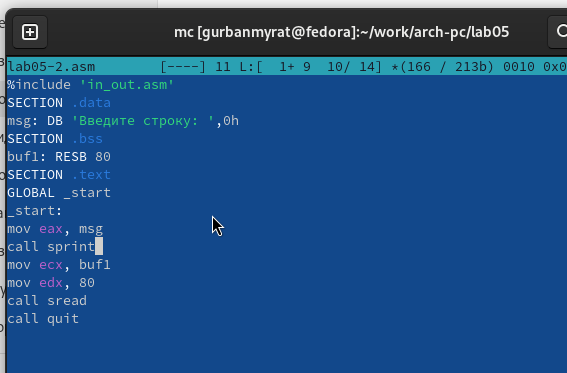 mc [gurbanmyrat@fedora]:~/work/arch-pc/lab05
lab05-2.asm [----] 11 L:[ 1+ 9 10/ 14] *(166 / 213b) 0010 0x0
%include 'in_out.asm'
SECTION .data
msg: DB 'Введите строку: ',0h
SECTION .bss
buf1: RESB 80
SECTION .text
GLOBAL _start
_start:
mov eax, msg
call sprint
mov ecx, buf1
mov edx, 80
call sread
call quit